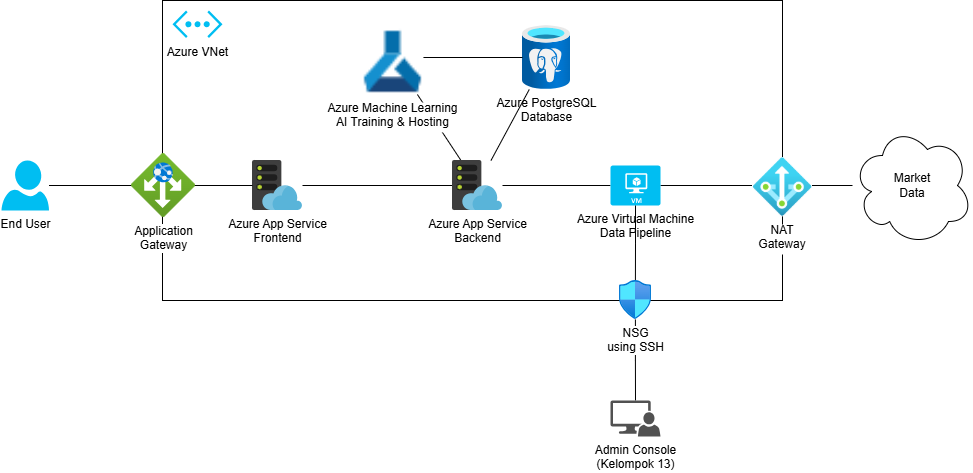 Azure VNet
Azure Machine Learning
AI Training & Hosting
Azure PostgreSQL
Database
End User
Application
Gateway
Azure App Service
Frontend
Azure App Service
Backend
VM
Azure Virtual Machine
Data Pipeline
NAT
Gateway
Market
Data
NSG
using SSH
Admin Console
(Kelompok 13)